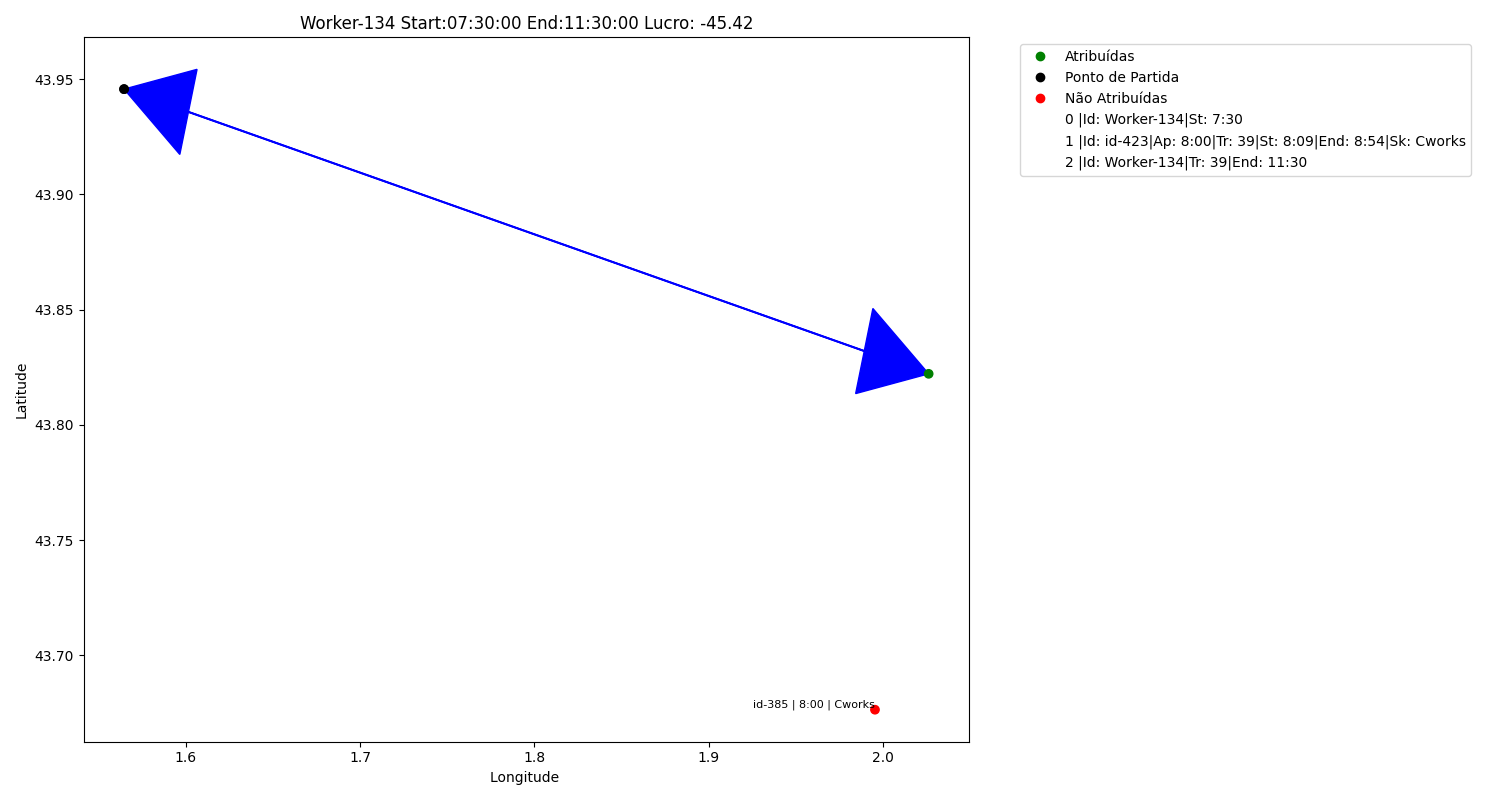 Worker-134 Start:07:30:00 End:11:30:00 Lucro: -45.42
Atribuídas
Ponto de Partida
Não Atribuídas
0 |Id: Worker-134|St: 7:30
1 |Id: id-423|Ap: 8:00|Tr: 39|St: 8:09|End: 8:54|Sk: Cworks
2 |Id: Worker-134|Tr: 39|End: 11:30
43.95
43.90
43.85
43.80
43.75
43.70
Latitude
id-385 | 8:00 | Cworks
1.6 1.7 1.8 1.9 2.0
Longitude